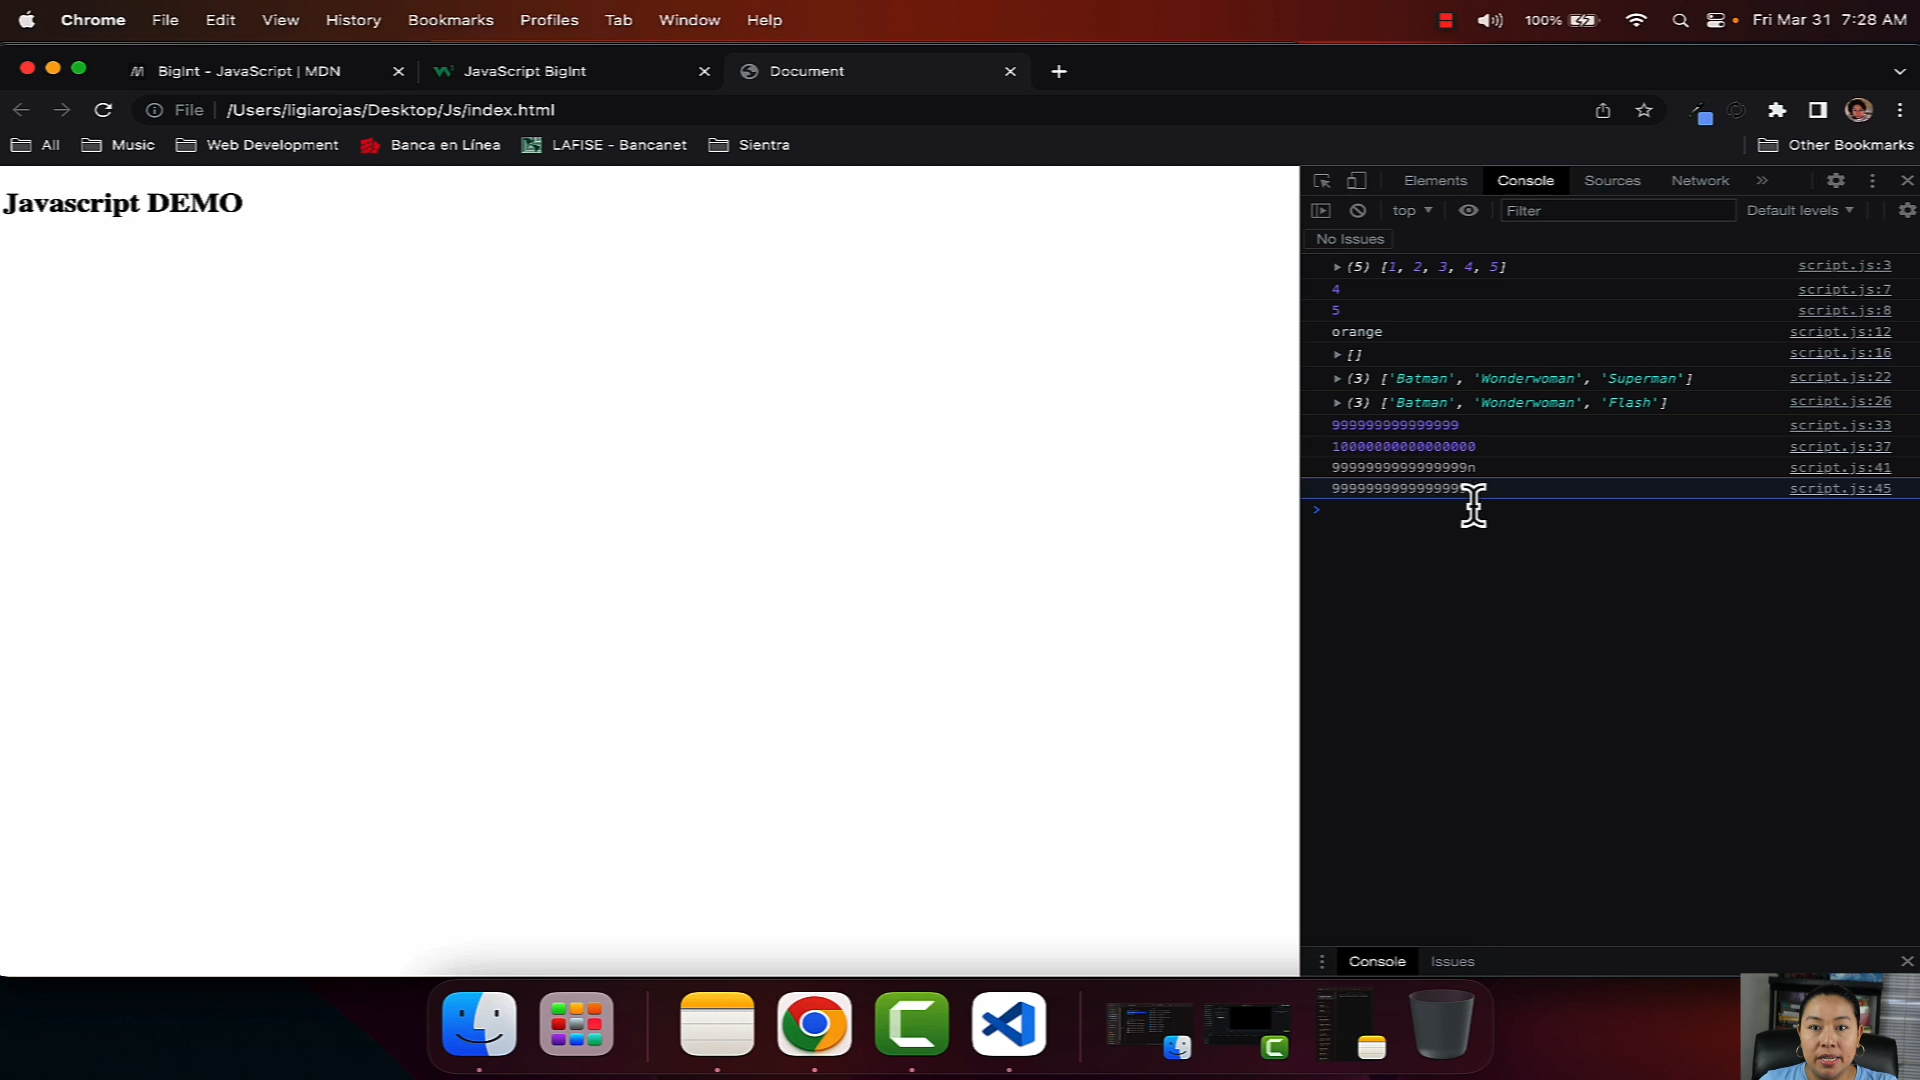 Chrome File Edit View History Bookmarks Profiles Tab Window Help 100% Fri Mar 31 7:28 AM
BigInt - JavaScript | MDN JavaScript BigInt Document
File /Users/ligiarojas/Desktop/Js/index.html
All Music Web Development Banca en Línea LAFISE - Bancanet Sientra Other Bookmarks
Javascript DEMO
Elements Console Sources Network
top Filter Default levels
No Issues
(5) [1, 2, 3, 4, 5] script.js:3
4 script.js:7
5 script.js:8
orange script.js:12
[] script.js:16
(3) ['Batman', 'Wonderwoman', 'Superman'] script.js:22
(3) ['Batman', 'Wonderwoman', 'Flash'] script.js:26
999999999999999 script.js:33
10000000000000000 script.js:37
9999999999999999n script.js:41
script.js:45
>
Console Issues